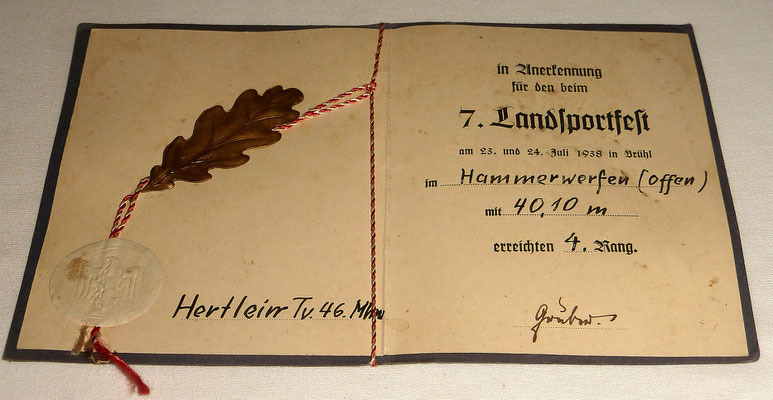 Hertlein Tv. 46. Mhm
in Anerkennung
für den beim
7. Landsportfest
am 23. und 24. Juli 1938 in Brühl
im Hammerwerfen (offen)
mit 40,10 m
erreichten 4. Rang.
Gruber.